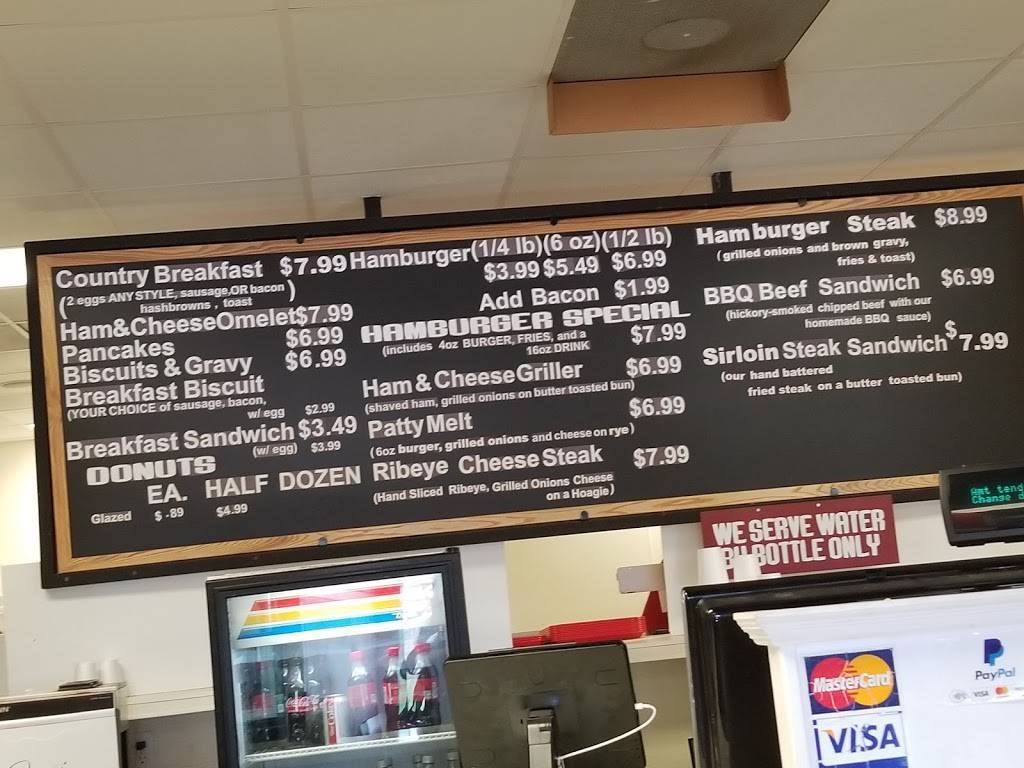 Country Breakfast $7.99
(2 eggs ANY STYLE, sausage,OR bacon
hashbrowns , toast )
Ham&CheeseOmelet $7.99
Pancakes $6.99
Biscuits & Gravy $6.99
Breakfast Biscuit
(YOUR CHOICE of sausage, bacon,
w/ egg $2.99
Breakfast Sandwich $3.49
(w/ egg) $3.99
DONUTS
EA. HALF DOZEN
Glazed $ .89 $4.99
Hamburger(1/4 lb)(6 oz)(1/2 lb)
$3.99 $5.49 $6.99
Add Bacon $1.99
HAMBURGER SPECIAL
(includes 4oz BURGER, FRIES, and a $7.99
16oz DRINK
Ham & Cheese Griller $6.99
(shaved ham, grilled onions on butter toasted bun)
Patty Melt $6.99
(6oz burger, grilled onions and cheese on rye)
Ribeye Cheese Steak $7.99
(Hand Sliced Ribeye, Grilled Onions Cheese
on a Hoagie)
Hamburger Steak $8.99
(grilled onions and brown gravy,
fries & toast)
BBQ Beef Sandwich $6.99
(hickory-smoked chipped beef with our
homemade BBQ sauce)
Sirloin Steak Sandwich $7.99
(our hand battered
fried steak on a butter toasted bun)
Amt tend
Change d
WE SERVE WATER
BY BOTTLE ONLY
MasterCard
VISA
PayPal
VISA
Coca-Cola